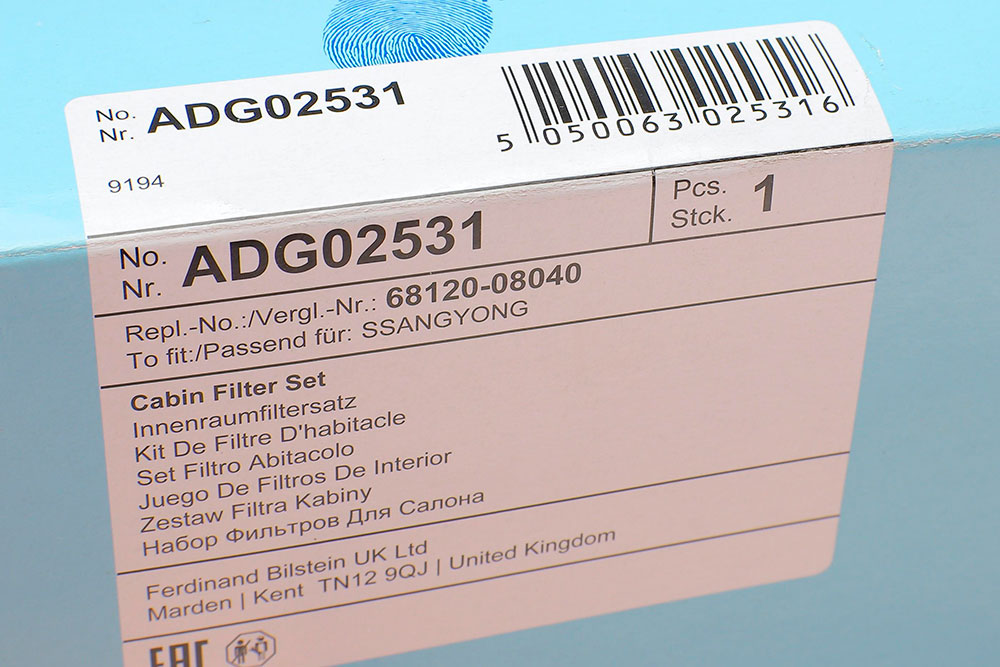 No.
Nr. ADG02531
5 050063 025316
9194
No.
Nr. ADG02531
Pcs.
Stck. 1
Repl.-No.:/Vergl.-Nr.: 68120-08040
To fit:/Passend für: SSANGYONG
Cabin Filter Set
Innenraumfiltersatz
Kit De Filtre D'habitacle
Set Filtro Abitacolo
Juego De Filtros De Interior
Zestaw Filtra Kabiny
Набор Фильтров Для Салона
Ferdinand Bilstein UK Ltd
Marden | Kent TN12 9QJ | United Kingdom
EAC